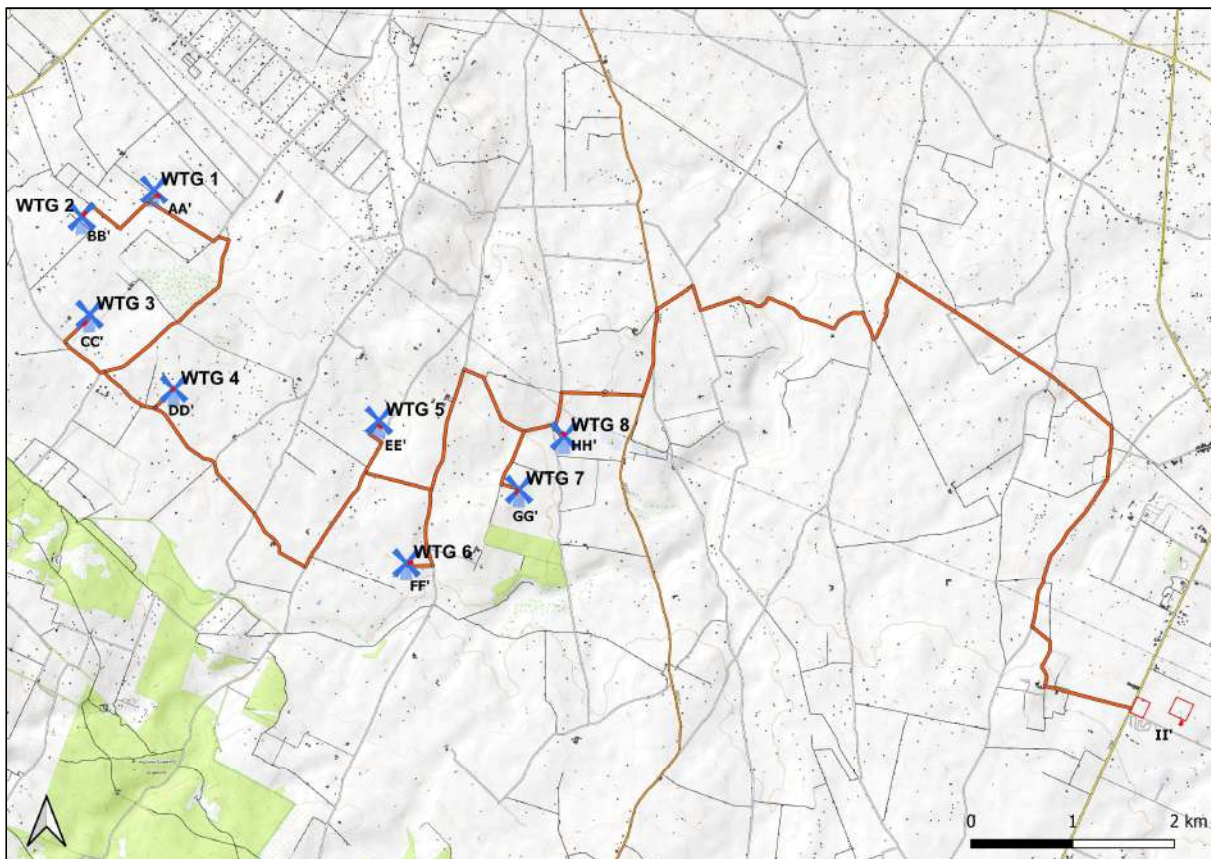 WTG 1
AA'
WTG 2
BB'
WTG 3
CC'
WTG 4
DD'
WTG 5
EE'
WTG 8
HH'
WTG 7
GG'
WTG 6
FF'
II'
0 1 2 km